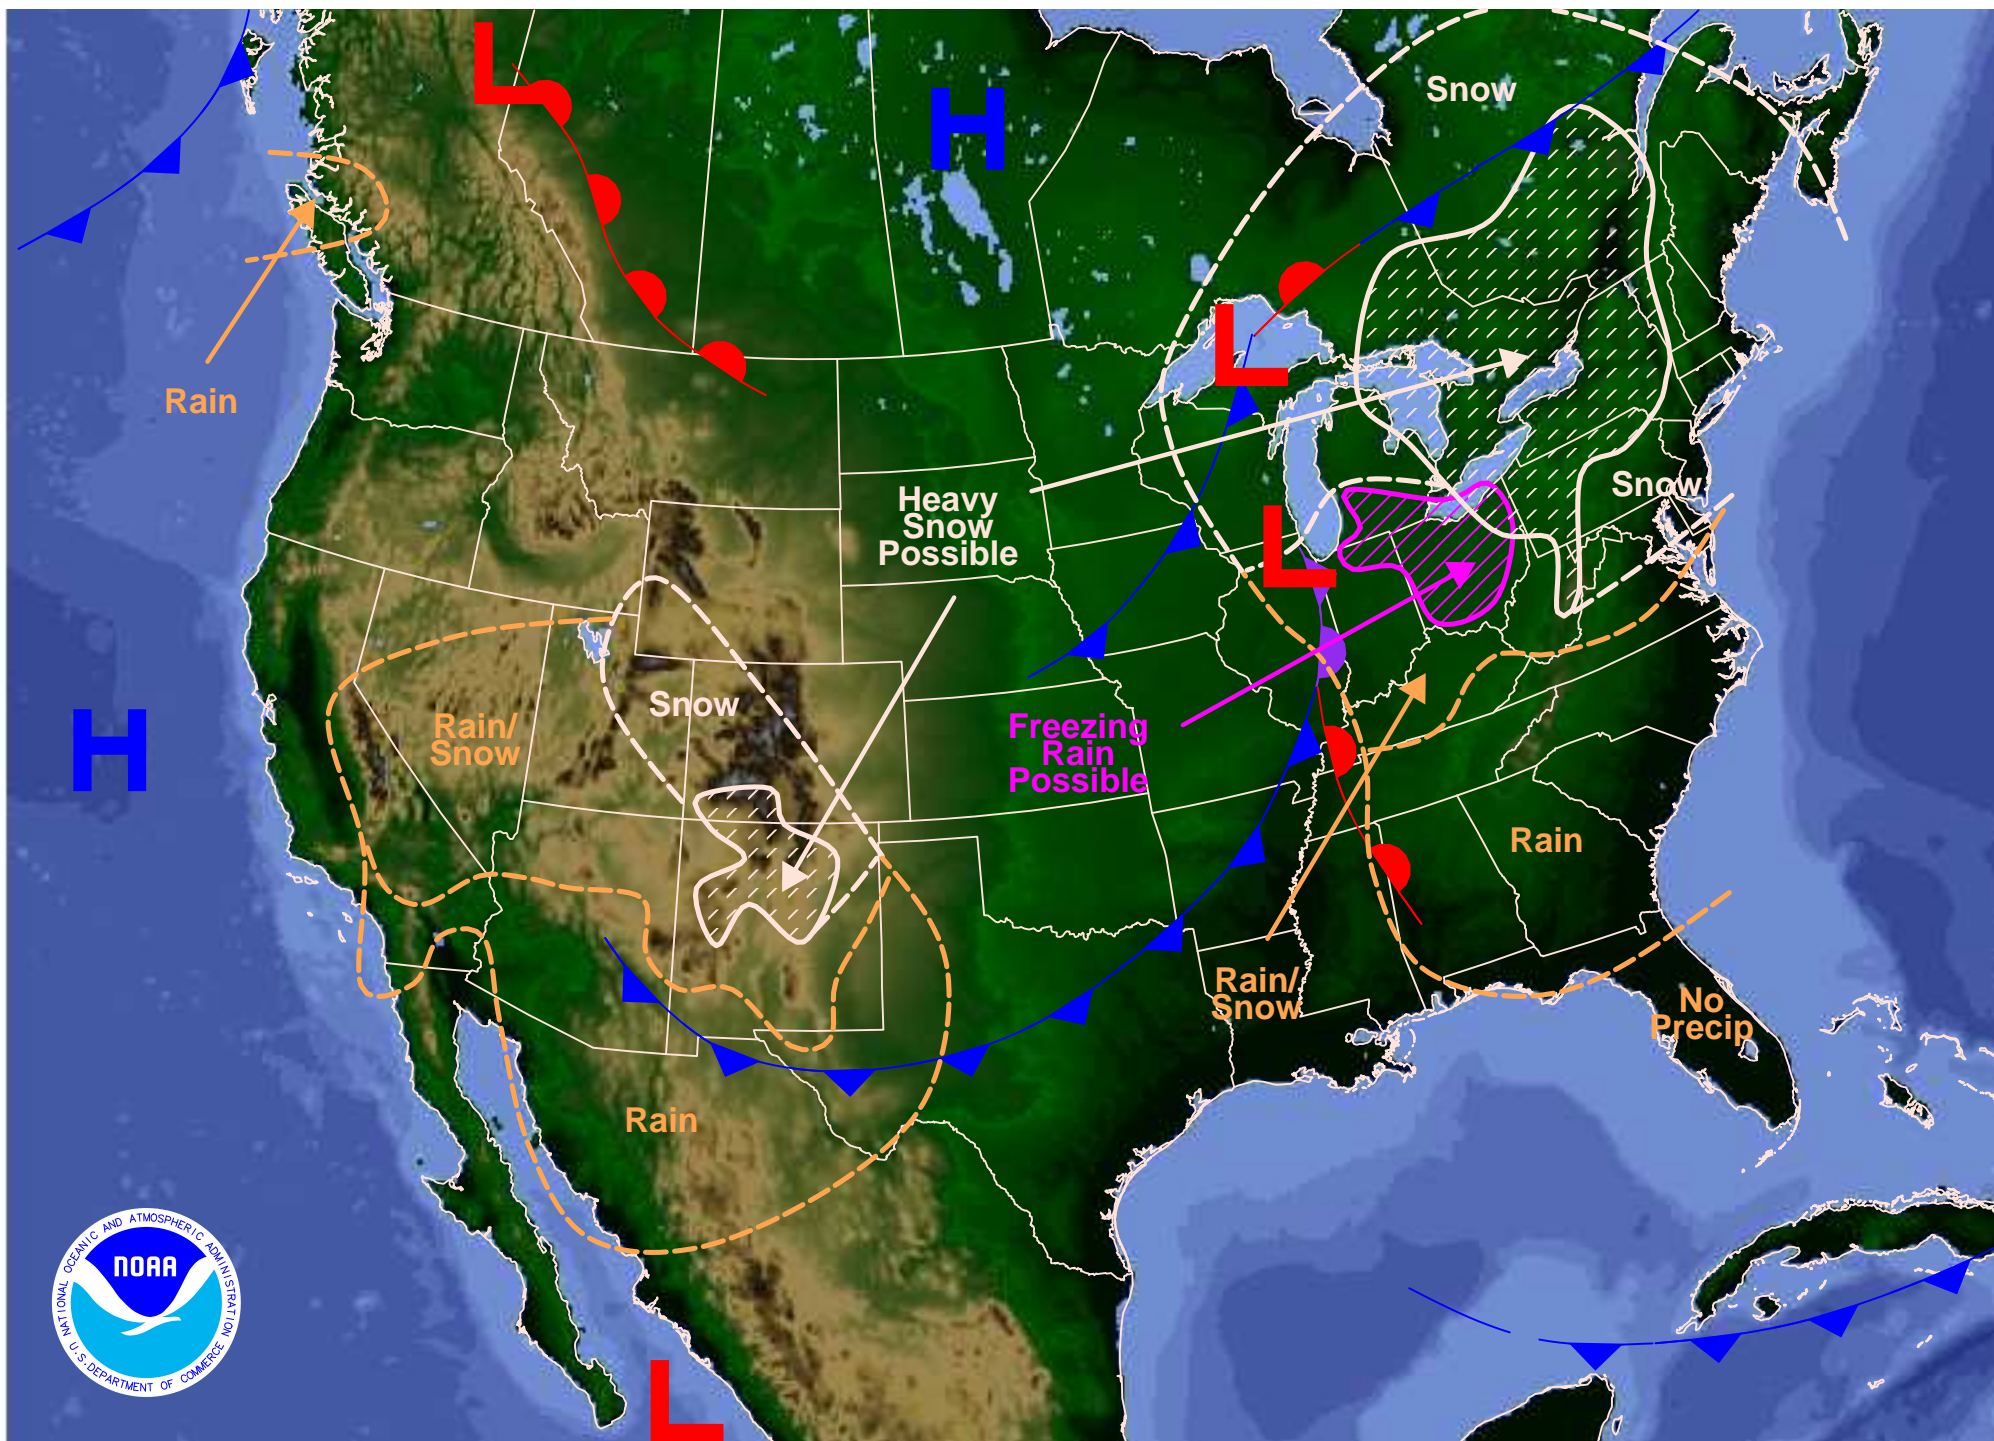 L
H
Snow
Rain
L
Heavy
Snow
Possible
Snow
L
H
Snow
Rain/
Snow
Freezing
Rain
Possible
Rain
Rain/
Snow
No
Precip
Rain
NATIONAL OCEANIC AND ATMOSPHERIC ADMINISTRATION
NOAA
U.S. DEPARTMENT OF COMMERCE
L